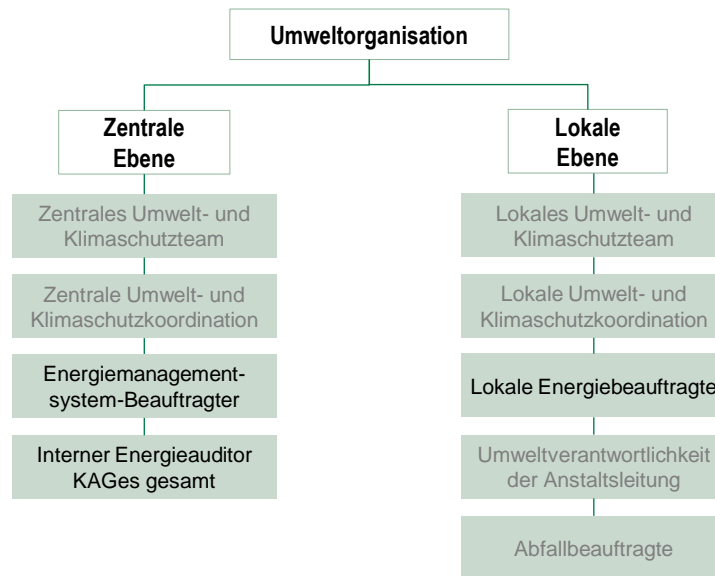 Umweltorganisation
Zentrale
Ebene
Zentrales Umwelt- und
Klimaschutzteam
Zentrale Umwelt- und
Klimaschutzkoordination
Energiemanagement-
system-Beauftragter
Interner Energieauditor
KAGes gesamt
Lokale
Ebene
Lokales Umwelt- und
Klimaschutzteam
Lokale Umwelt- und
Klimaschutzkoordination
Lokale Energiebeauftragte
Umweltverantwortlichkeit
der Anstaltsleitung
Abfallbeauftragte